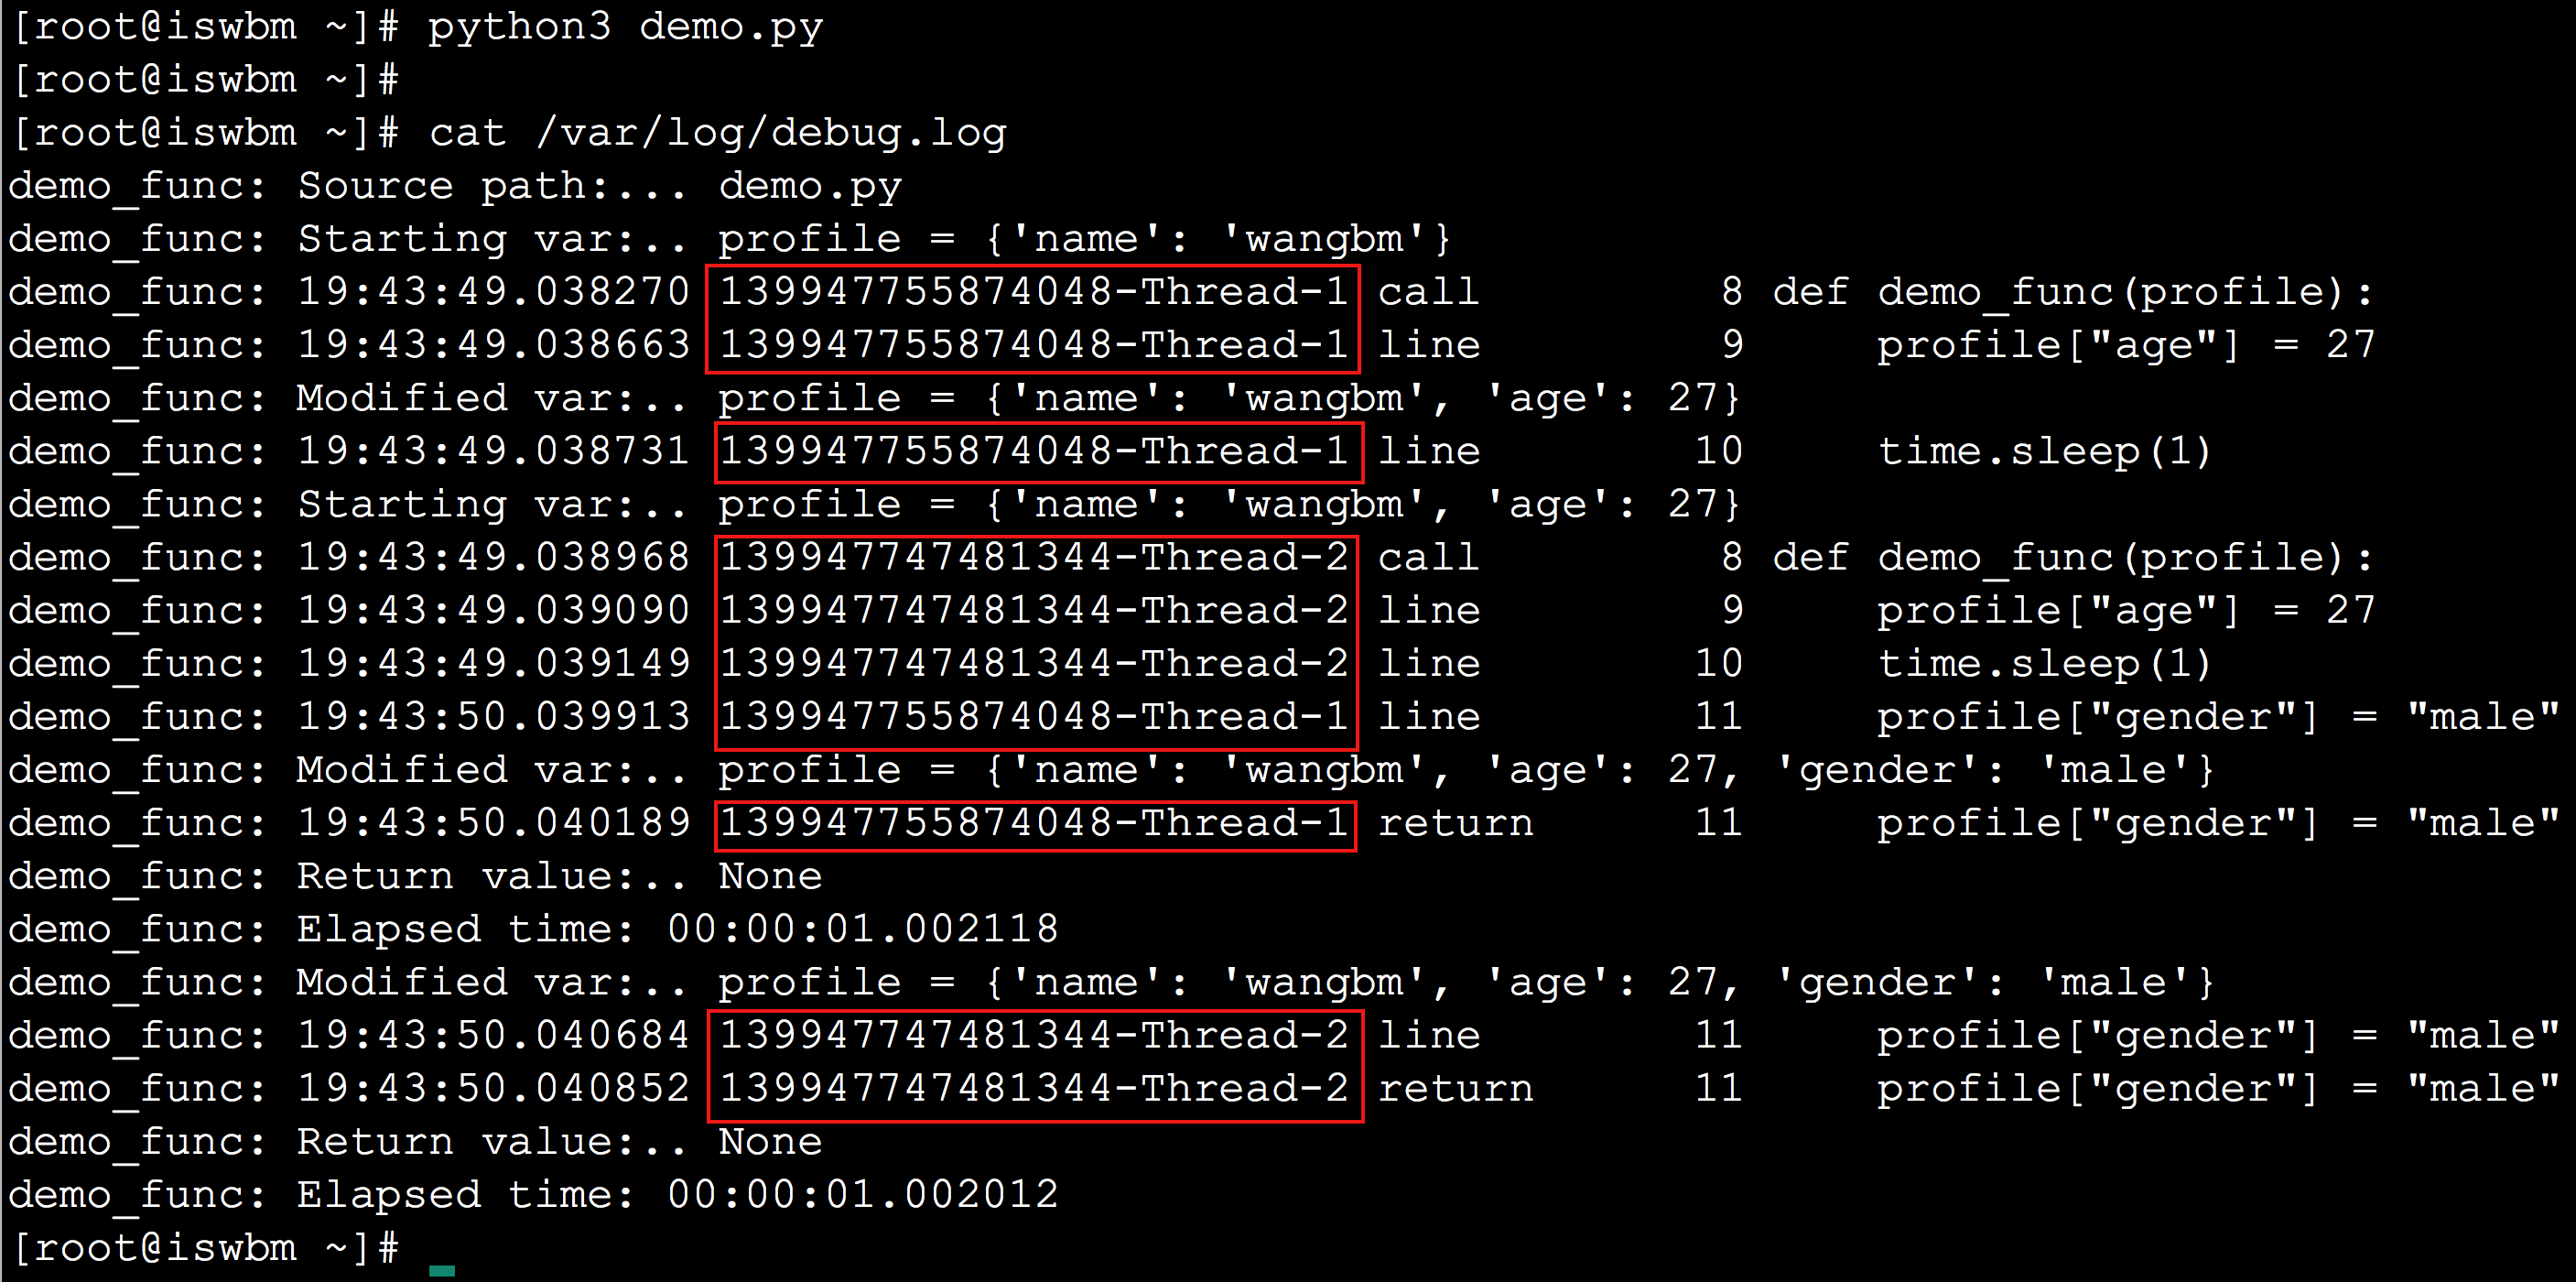 [root@iswbm ~]# python3 demo.py
[root@iswbm ~]#
[root@iswbm ~]# cat /var/log/debug.log
demo_func: Source path:... demo.py
demo_func: Starting var:.. profile = {'name': 'wangbm'}
demo_func: 19:43:49.038270 139947755874048-Thread-1 call         8 def demo_func(profile):
demo_func: 19:43:49.038663 139947755874048-Thread-1 line         9     profile["age"] = 27
demo_func: Modified var:.. profile = {'name': 'wangbm', 'age': 27}
demo_func: 19:43:49.038731 139947755874048-Thread-1 line        10     time.sleep(1)
demo_func: Starting var:.. profile = {'name': 'wangbm', 'age': 27}
demo_func: 19:43:49.038968 139947747481344-Thread-2 call         8 def demo_func(profile):
demo_func: 19:43:49.039090 139947747481344-Thread-2 line         9     profile["age"] = 27
demo_func: 19:43:49.039149 139947747481344-Thread-2 line        10     time.sleep(1)
demo_func: 19:43:50.039913 139947755874048-Thread-1 line        11     profile["gender"] = "male"
demo_func: Modified var:.. profile = {'name': 'wangbm', 'age': 27, 'gender': 'male'}
demo_func: 19:43:50.040189 139947755874048-Thread-1 return      11     profile["gender"] = "male"
demo_func: Return value:.. None
demo_func: Elapsed time: 00:00:01.002118
demo_func: Modified var:.. profile = {'name': 'wangbm', 'age': 27, 'gender': 'male'}
demo_func: 19:43:50.040684 139947747481344-Thread-2 line        11     profile["gender"] = "male"
demo_func: 19:43:50.040852 139947747481344-Thread-2 return      11     profile["gender"] = "male"
demo_func: Return value:.. None
demo_func: Elapsed time: 00:00:01.002012
[root@iswbm ~]#